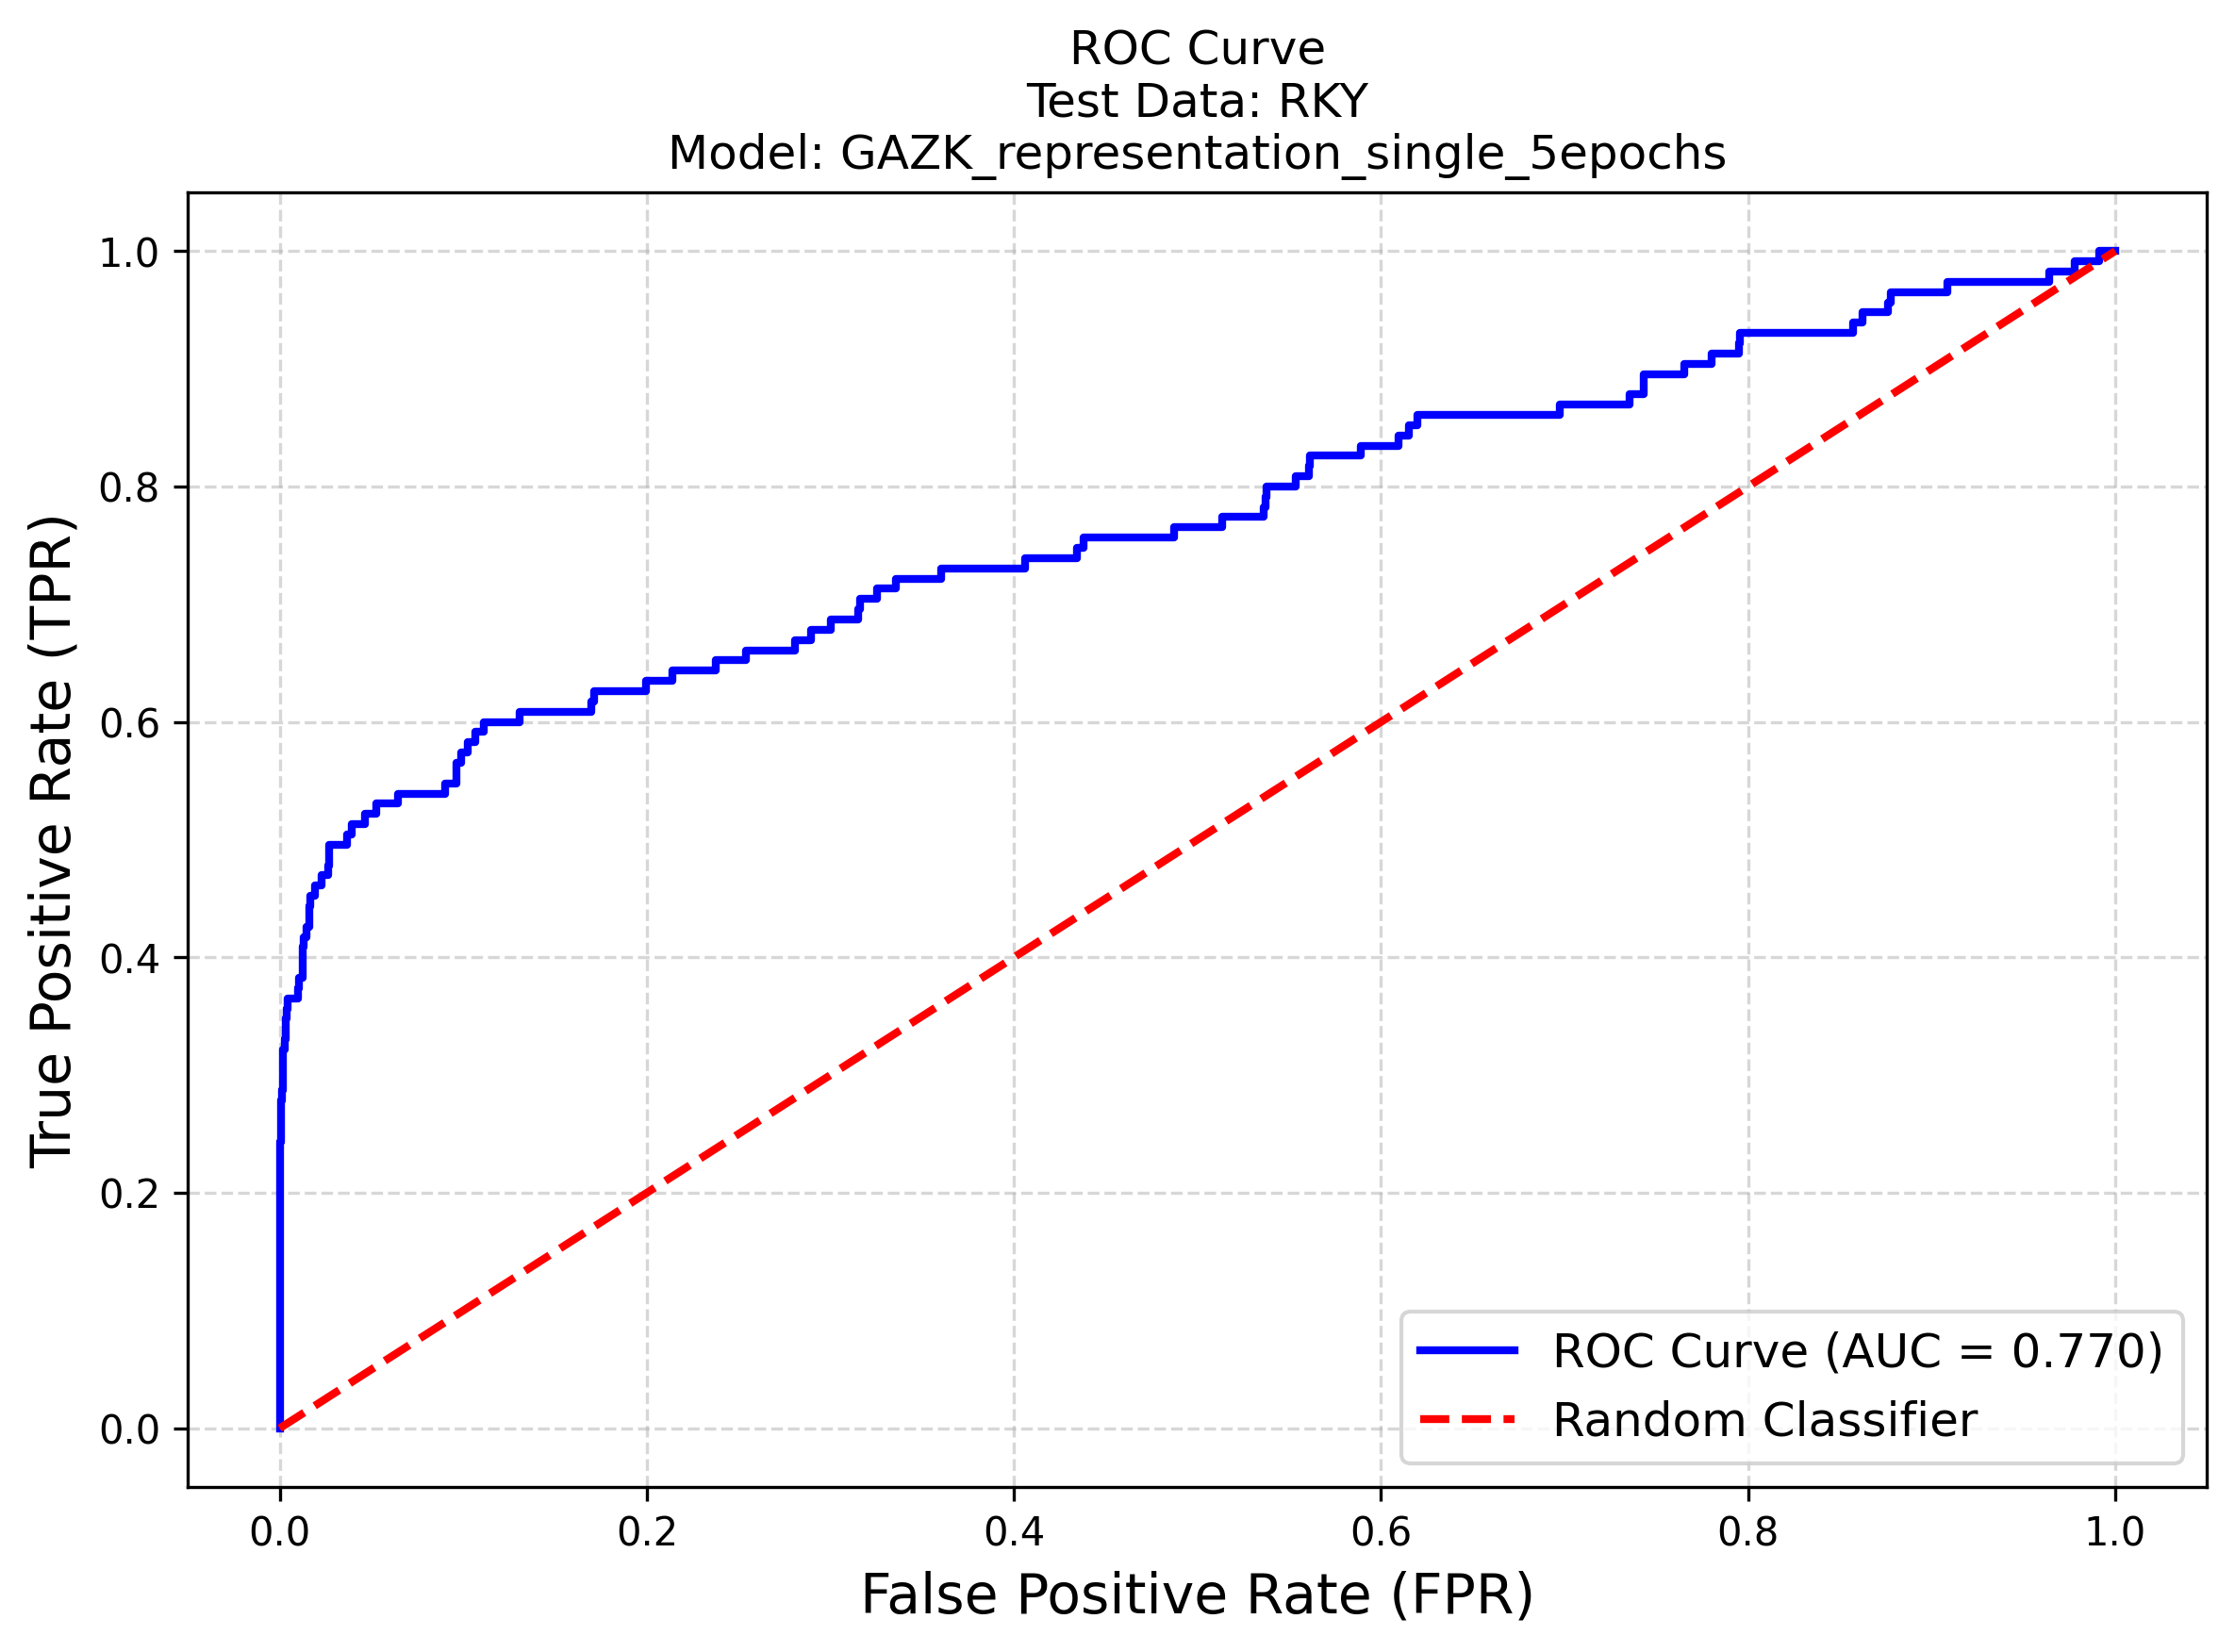 ROC Curve
Test Data: RKY
Model: GAZK_representation_single_5epochs
True Positive Rate (TPR)
1.0
0.8
0.6
0.4
0.2
0.0
ROC Curve (AUC = 0.770)
Random Classifier
0.0 0.2 0.4 0.6 0.8 1.0
False Positive Rate (FPR)